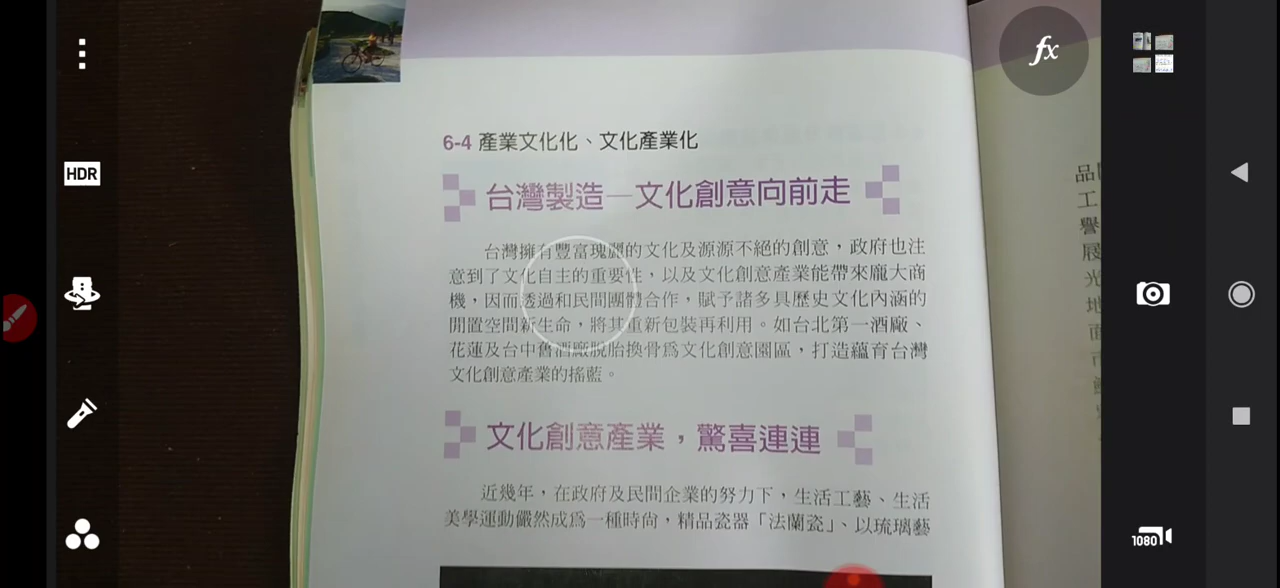 6-4 產業文化化、文化產業化
台灣製造—文化創意向前走
台灣擁有豐富瑰麗的文化及源源不絕的創意，政府也注
意到了文化自主的重要性，以及文化創意產業能帶來龐大商
機，因而透過和民間團體合作，賦予諸多具歷史文化內涵的
閒置空間新生命，將其重新包裝再利用。如台北第一酒廠、
花蓮及台中舊酒廠脫胎換骨為文化創意園區，打造蘊育台灣
文化創意產業的搖籃。
文化創意產業，驚喜連連
近幾年，在政府及民間企業的努力下，生活工藝、生活
美學運動儼然成為一種時尚，精品瓷器「法蘭瓷」、以琉璃藝
品
工
譽
展
光
地
面
HDR
fx
1080